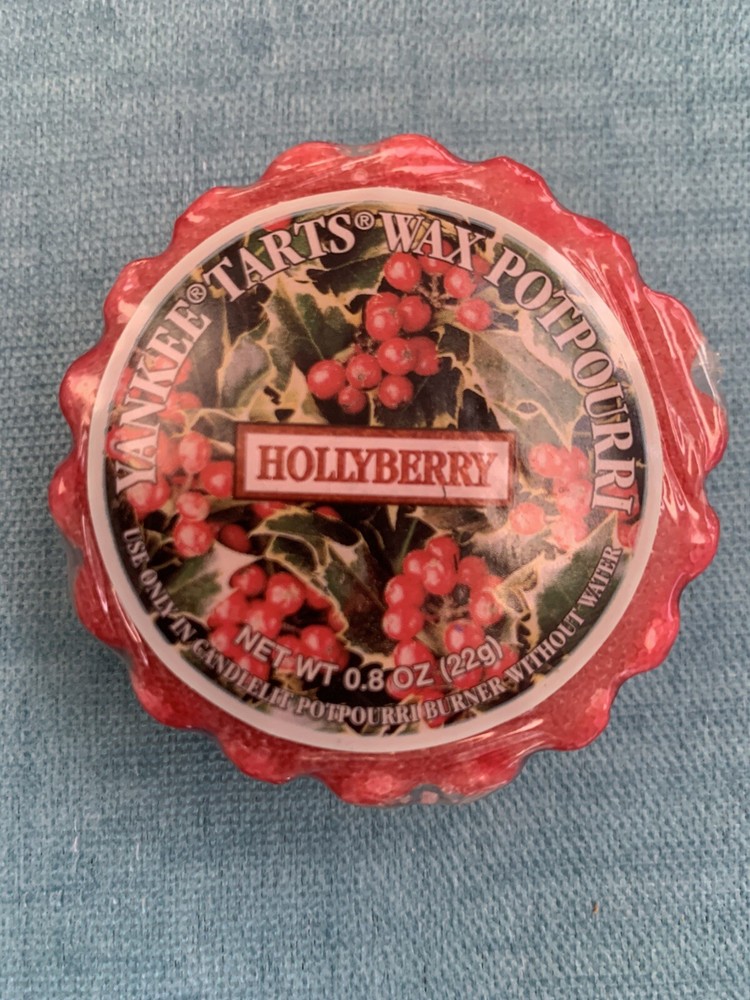 YANKEE® TARTS® WAX POTPOURRI
HOLLYBERRY
NET WT 0.8 OZ (22g)
USE ONLY IN CANDLELIT POTPOURRI BURNER WITHOUT WATER